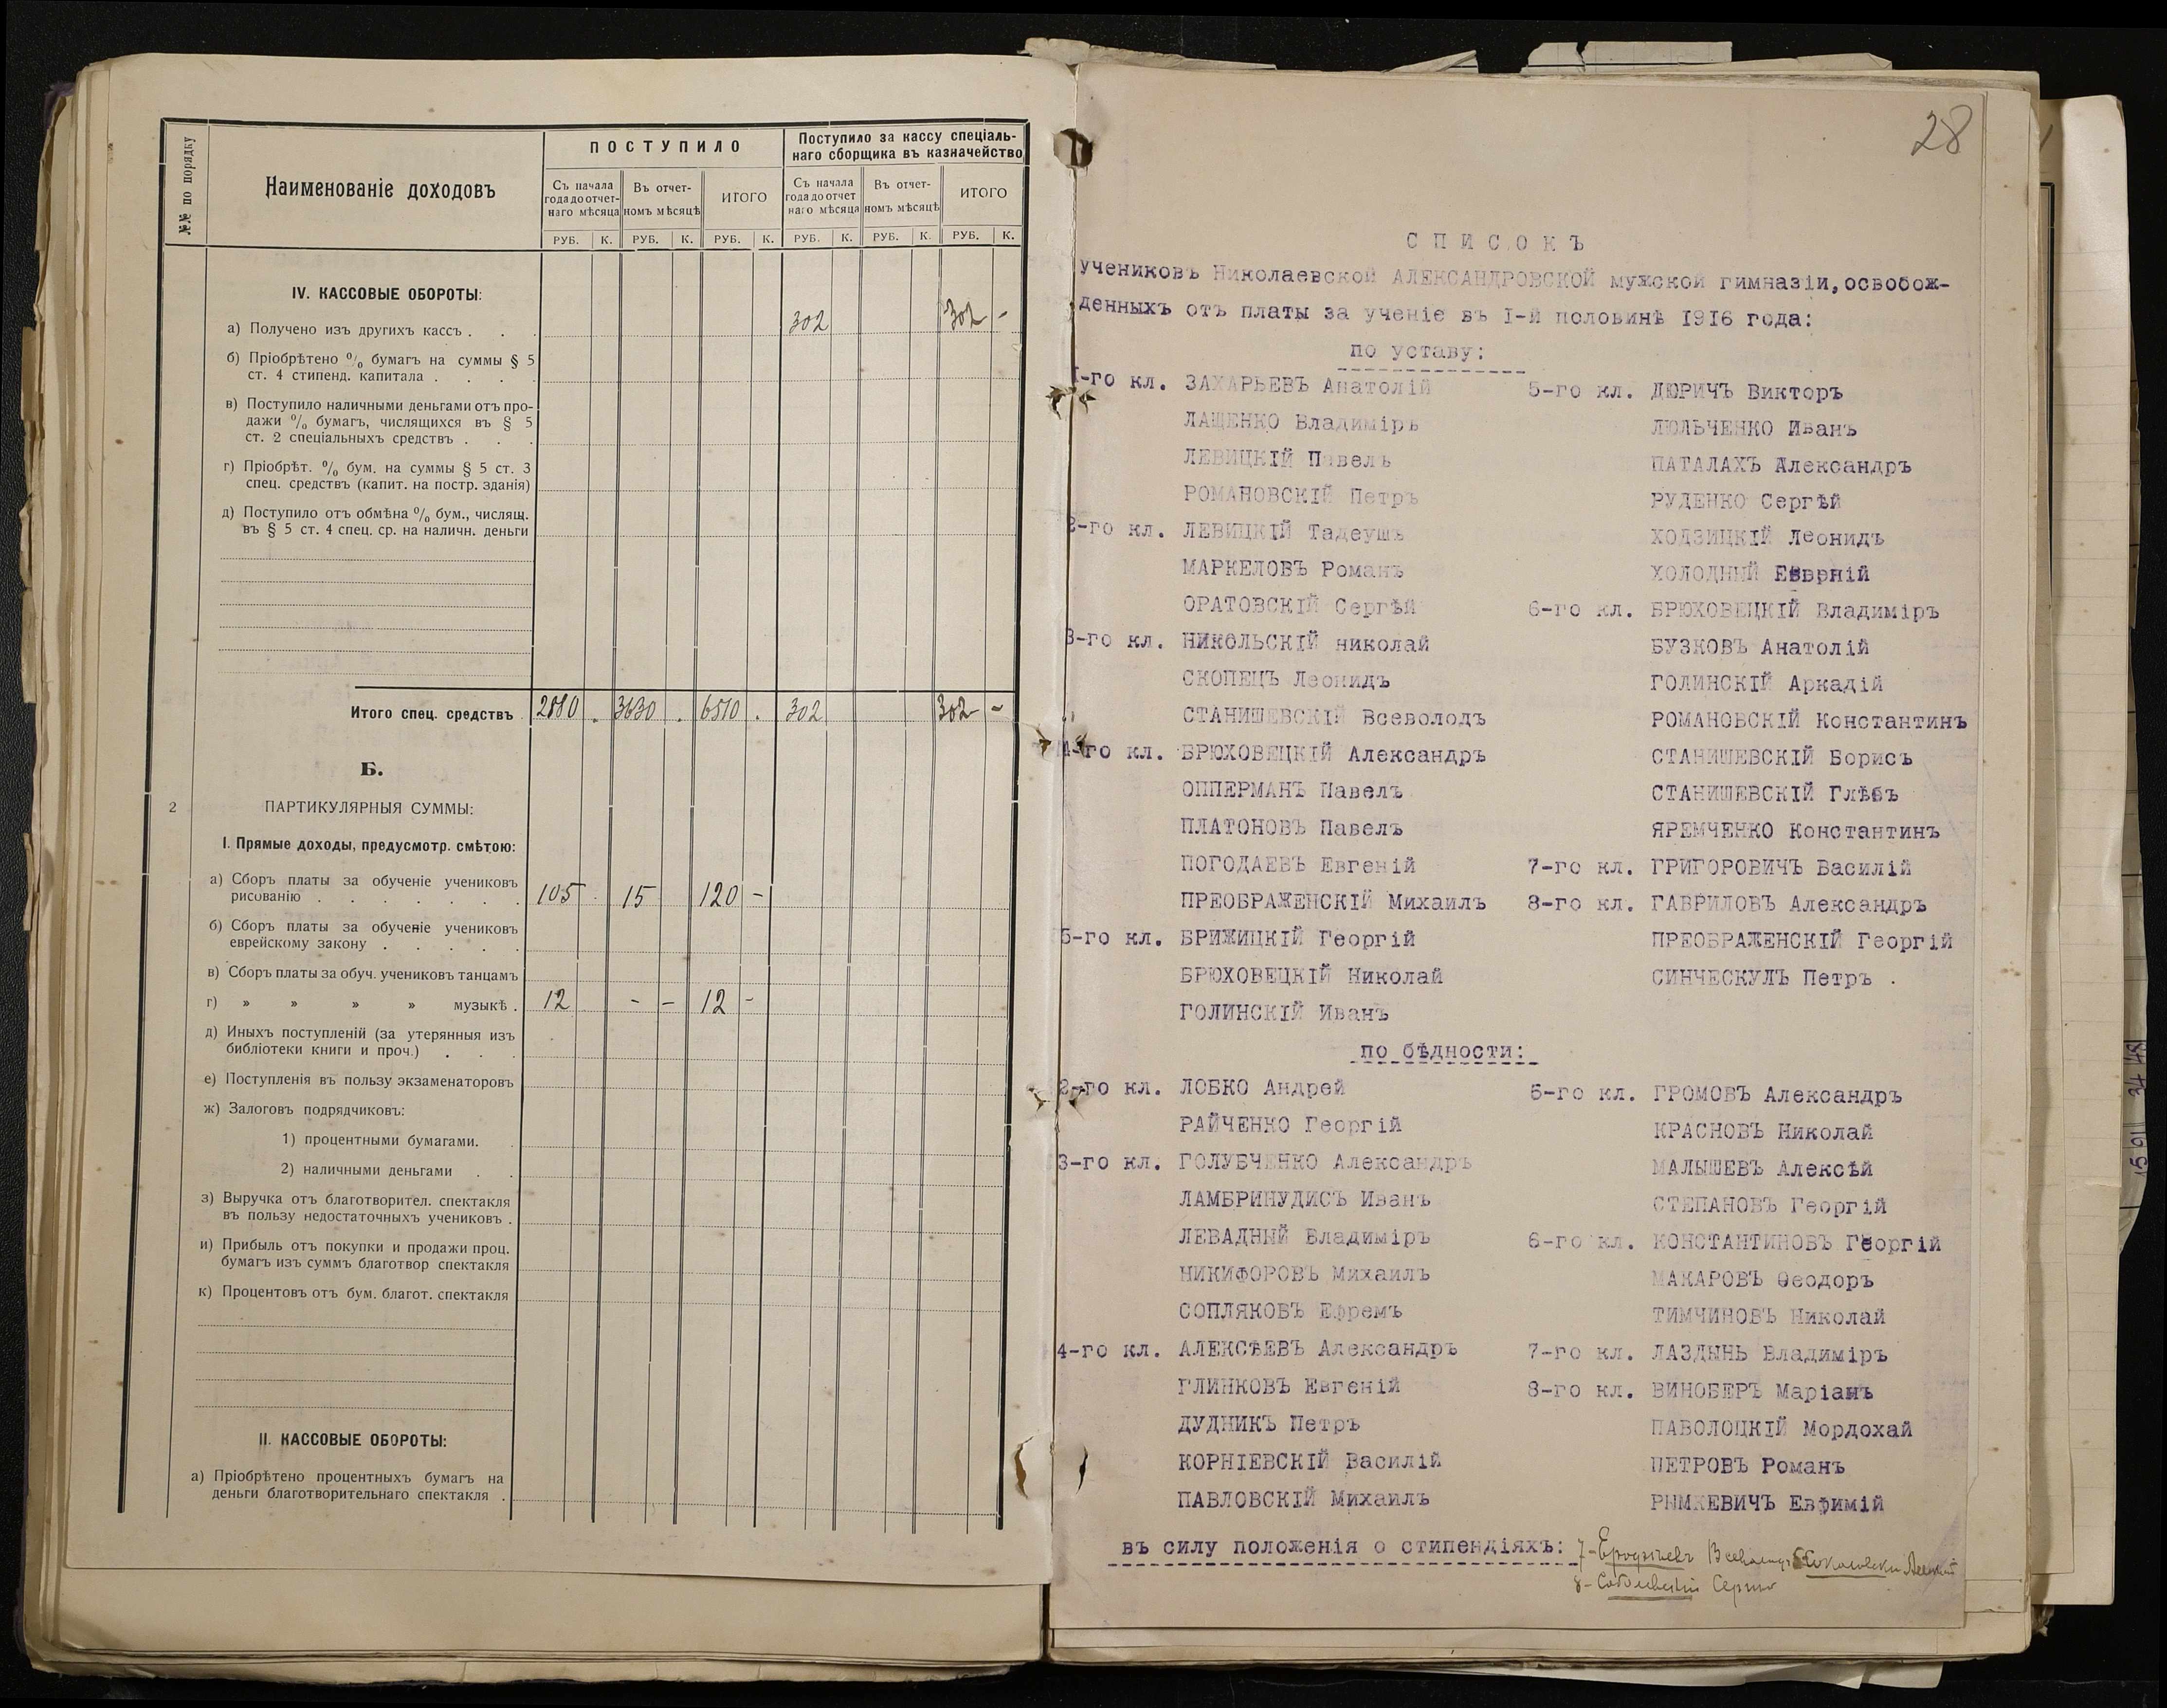 №№ по порядку
Наименованіе доходовъ
ПОСТУПИЛО
Поступило за кассу спеціаль-
наго сборщика въ казначейство
Съ начала
года до отчет-
наго мѣсяца
Въ отчет-
номъ мѣсяцѣ
ИТОГО
Съ начала
года до отчет
наго мѣсяца
Въ отчет-
номъ мѣсяцѣ
ИТОГО
РУБ. К. РУБ. К. РУБ. К. РУБ. К. РУБ. К. РУБ. К.
IV. КАССОВЫЕ ОБОРОТЫ:
а) Получено изъ другихъ кассъ . . . 302 302 -
б) Пріобрѣтено % бумагъ на суммы § 5
ст. 4 стипенд. капитала . . . .
в) Поступило наличными деньгами отъ про-
дажи % бумагъ, числящихся въ § 5
ст. 2 спеціальныхъ средствъ . . .
г) Пріобрѣт. % бум. на суммы § 5 ст. 3
спец. средствъ (капит. на постр. зданія)
д) Поступило отъ обмѣна % бум., числящ.
въ § 5 ст. 4 спец. ср. на наличн. деньги
Итого спец. средствъ 2880 . 3630 . 6510 . 302 302 -
Б.
2 ПАРТИКУЛЯРНЫЯ СУММЫ:
I. Прямые доходы, предусмотр. смѣтою:
а) Сборъ платы за обученіе учениковъ
рисованію . . . . . . . 105 . 15 120 -
б) Сборъ платы за обученіе учениковъ
еврейскому закону . . . . .
в) Сборъ платы за обуч. учениковъ танцамъ
г) » » » » музыкѣ . 12 - - 12 -
д) Иныхъ поступленій (за утерянныя изъ
библіотеки книги и проч.) . . .
е) Поступленія въ пользу экзаменаторовъ
ж) Залоговъ подрядчиковъ:
1) процентными бумагами. .
2) наличными деньгами . .
з) Выручка отъ благотворител. спектакля
въ пользу недостаточныхъ учениковъ .
и) Прибыль отъ покупки и продажи проц.
бумагъ изъ суммъ благотвор спектакля
к) Процентовъ отъ бум. благот. спектакля
II. КАССОВЫЕ ОБОРОТЫ:
а) Пріобрѣтено процентныхъ бумагъ на
деньги благотворительнаго спектакля .
28
СПИСОКЪ
учениковъ Николаевской АЛЕКСАНДРОВСКОЙ мужской гимназіи, освобож-
денныхъ отъ платы за ученіе въ I-й половинѣ 1916 года:
по уставу:
1-го кл. ЗАХАРЬЕВЪ Анатолій
ЛАЩЕНКО Владиміръ
ЛЕВИЦКІЙ Павелъ
РОМАНОВСКІЙ Петръ
2-го кл. ЛЕВИЦКІЙ Тадеушъ
МАРКЕЛОВЪ Романъ
ОРАТОВСКІЙ Сергѣй
3-го кл. НИКОЛЬСКІЙ николай
СКОПЕЦЪ Леонидъ
СТАНИШЕВСКІЙ Всеволодъ
4-го кл. БРЮХОВЕЦКІЙ Александръ
ОППЕРМАНЪ Павелъ
ПЛАТОНОВЪ Павелъ
ПОГОДАЕВЪ Евгеній
ПРЕОБРАЖЕНСКІЙ Михаилъ
5-го кл. БРИЖИЦКІЙ Георгій
БРЮХОВЕЦКІЙ Николай
ГОЛИНСКІЙ Иванъ
5-го кл. ДЮРИЧЪ Викторъ
ЛЮЛЬЧЕНКО Иванъ
ПАТАЛАХЪ Александръ
РУДЕНКО Сергѣй
ХОДЗИЦКІЙ Леонидъ
ХОЛОДНЫЙ
6-го кл. БРЮХОВЕЦКІЙ Владиміръ
БУЗКОВЪ Анатолій
ГОЛИНСКІЙ Аркадій
РОМАНОВСКІЙ Константинъ
СТАНИШЕВСКІЙ Борисъ
СТАНИШЕВСКІЙ Глѣбъ
ЯРЕМЧЕНКО Константинъ
7-го кл. ГРИГОРОВИЧЪ Василій
8-го кл. ГАВРИЛОВЪ Александръ
ПРЕОБРАЖЕНСКІЙ Георгій
СИНЧЕСКУЛЪ Петръ .
по бѣдности:
2-го кл. ЛОБКО Андрей
РАЙЧЕНКО Георгій
3-го кл. ГОЛУБЧЕНКО Александръ
ЛАМБРИНУДИСЪ Иванъ
ЛЕВАДНЫЙ Владиміръ
НИКИФОРОВЪ Михаилъ
СОПЛЯКОВЪ Ефремъ
4-го кл. АЛЕКСѢЕВЪ Александръ
ГЛИНКОВЪ Евгеній
ДУДНИКЪ Петръ
КОРНІЕВСКІЙ Василій
ПАВЛОВСКІЙ Михаилъ
5-го кл. ГРОМОВЪ Александръ
КРАСНОВЪ Николай
МАЛЫШЕВЪ Алексѣй
СТЕПАНОВЪ Георгій
6-го кл. КОНСТАНТИНОВЪ Георгій
МАКАРОВЪ Ѳеодоръ
ТИМЧИНОВЪ Николай
7-го кл. ЛАЗДЫНЬ Владиміръ
8-го кл. ВИНОБЕРЪ Маріанъ
ПАВОЛОЦКІЙ Мордохай
ПЕТРОВЪ Романъ
РЫМКЕВИЧЪ Евфимій
въ силу положенія о стипендіяхъ: 7-
8-